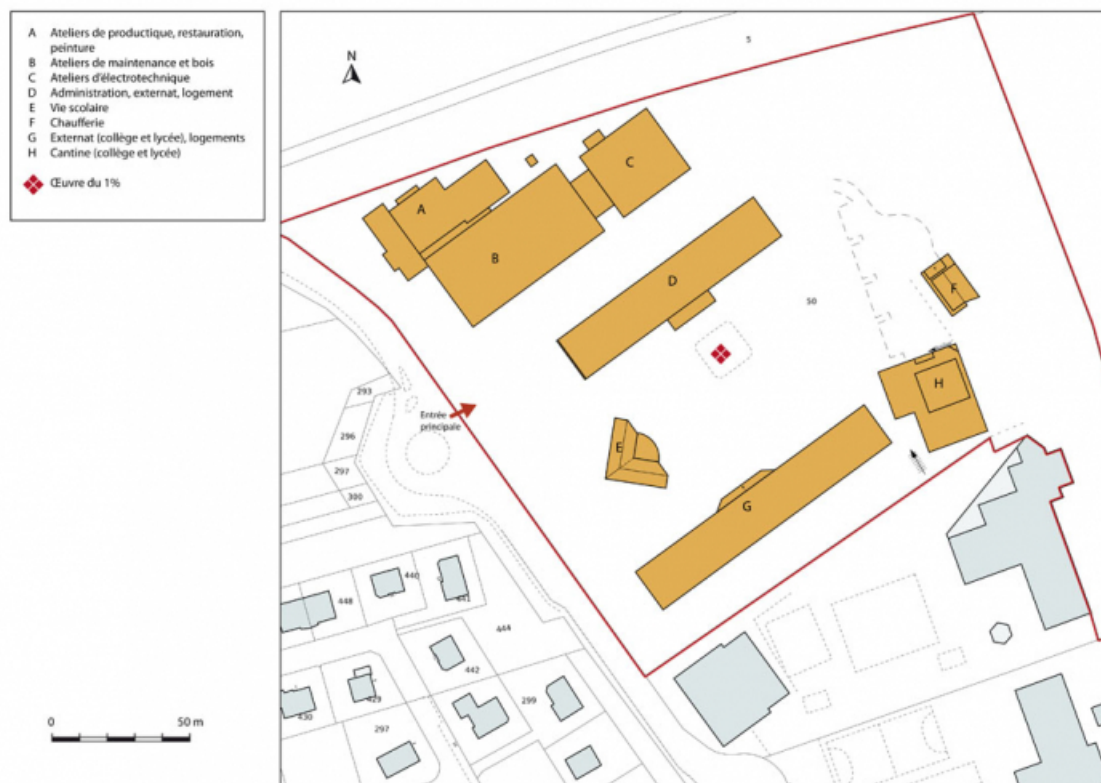 A Ateliers de productique, restauration,
peinture
B Ateliers de maintenance et bois
C Ateliers d'électrotechnique
D Administration, externat, logement
E Vie scolaire
F Chaufferie
G Externat (collège et lycée), logements
H Cantine (collège et lycée)
Œuvre du 1%
N
5
C
A
B
D
F
50
H
293
Entrée
principale
296
E
297
300
G
440
441
448
444
442
429
299
430
297
0 50 m